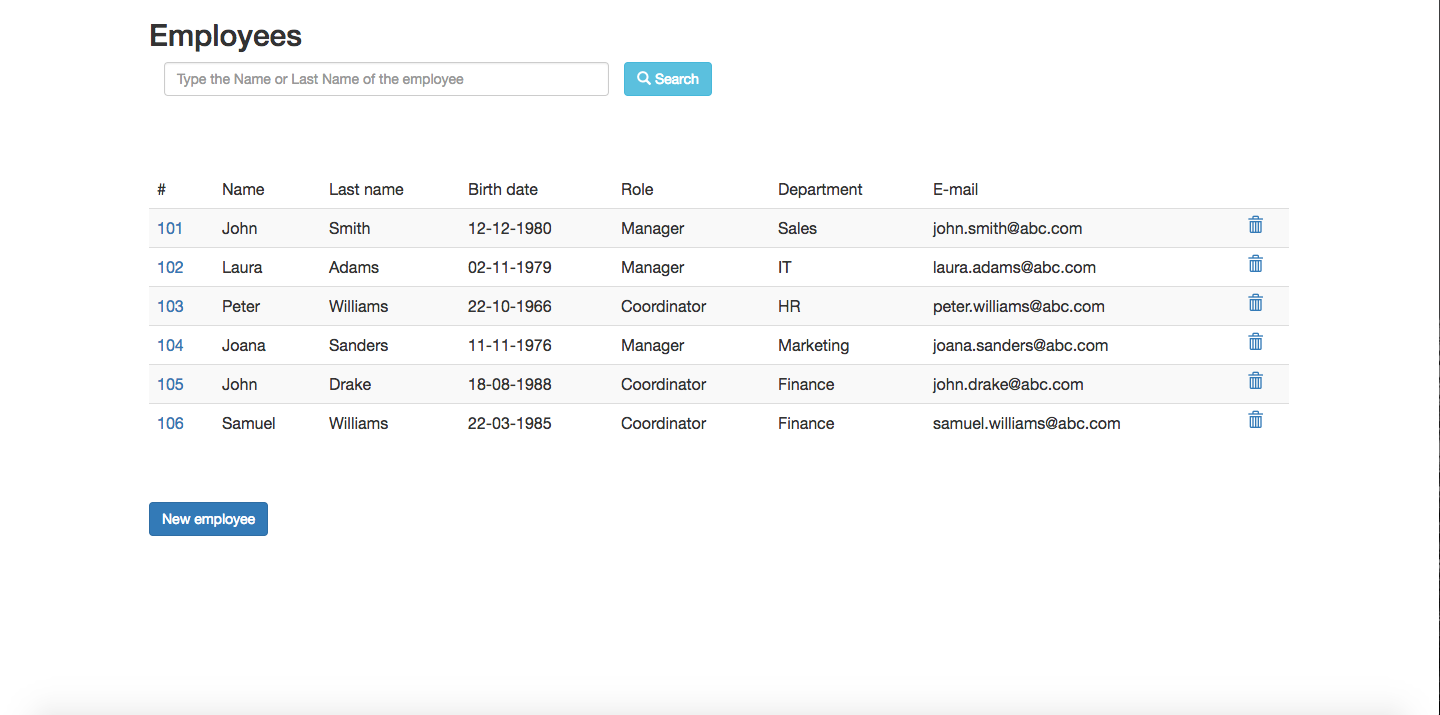 Employees
Type the Name or Last Name of the employee Search
# Name Last name Birth date Role Department E-mail
101 John Smith 12-12-1980 Manager Sales john.smith@abc.com
102 Laura Adams 02-11-1979 Manager IT laura.adams@abc.com
103 Peter Williams 22-10-1966 Coordinator HR peter.williams@abc.com
104 Joana Sanders 11-11-1976 Manager Marketing joana.sanders@abc.com
105 John Drake 18-08-1988 Coordinator Finance john.drake@abc.com
106 Samuel Williams 22-03-1985 Coordinator Finance samuel.williams@abc.com
New employee